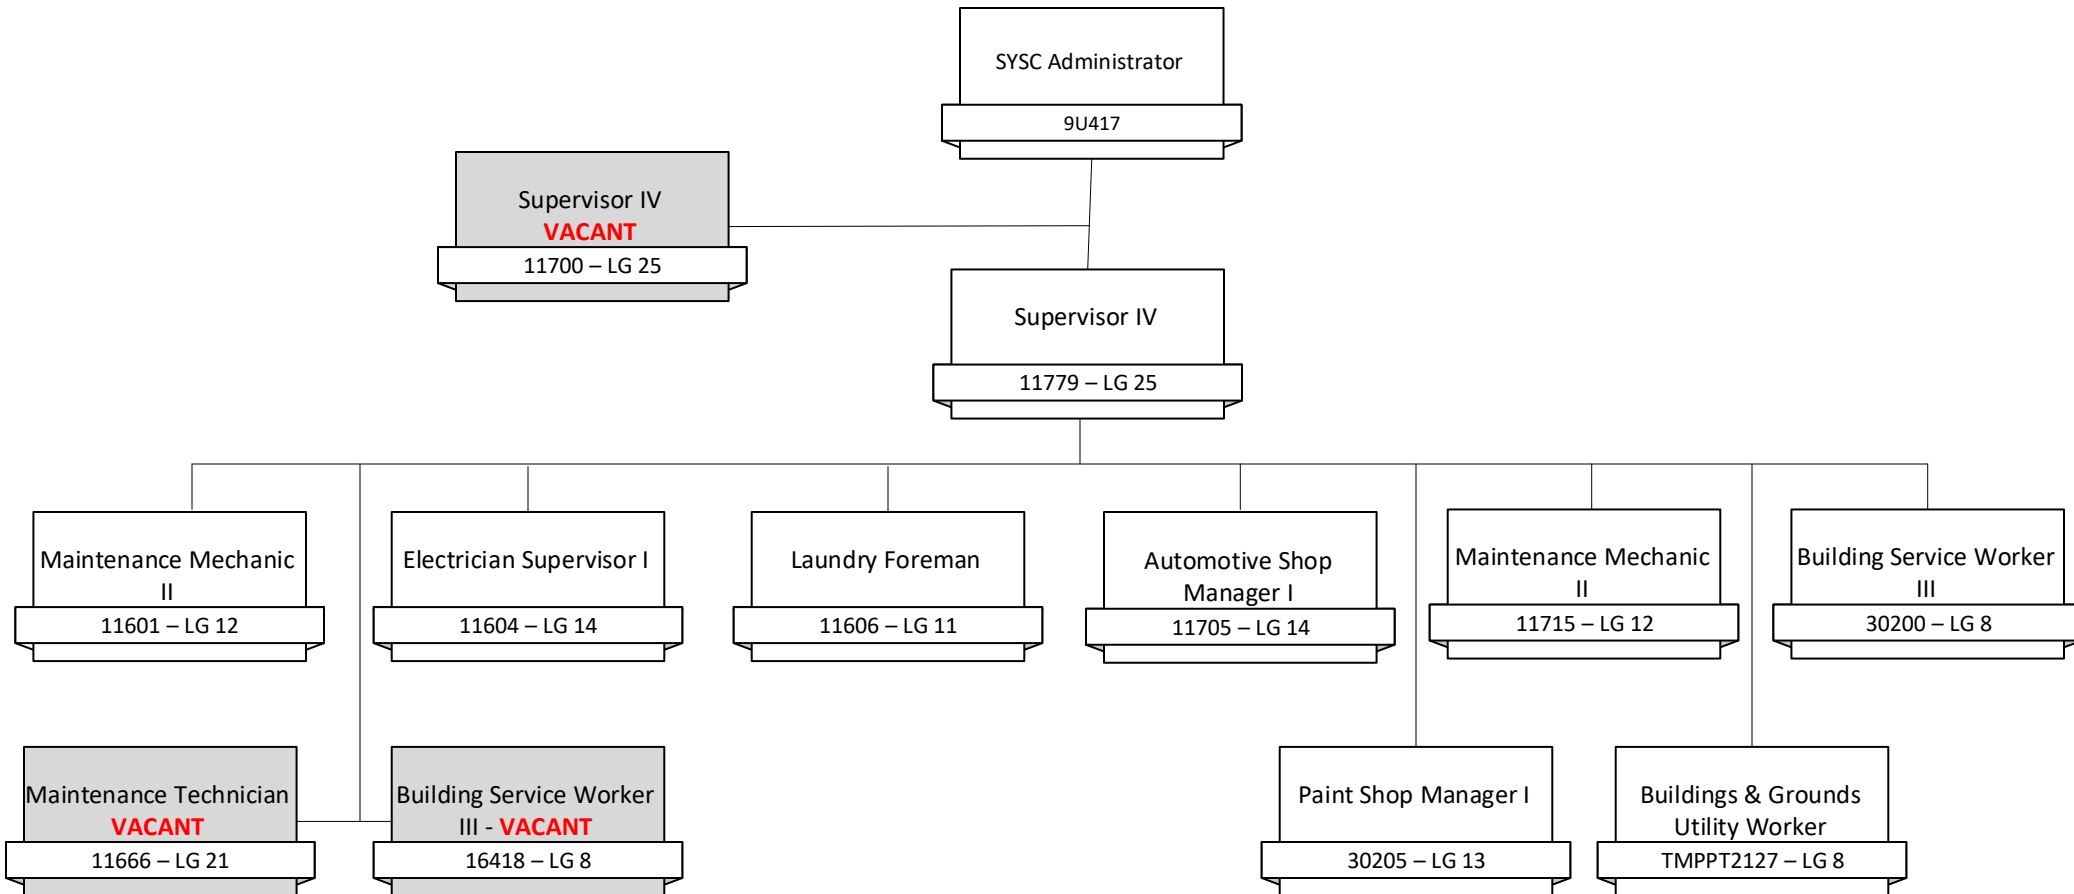 SYSC Administrator
9U417
Supervisor IV
VACANT
11700 – LG 25
Supervisor IV
11779 – LG 25
Maintenance Mechanic
II
11601 – LG 12
Electrician Supervisor I
11604 – LG 14
Laundry Foreman
11606 – LG 11
Automotive Shop
Manager I
11705 – LG 14
Maintenance Mechanic
II
11715 – LG 12
Building Service Worker
III
30200 – LG 8
Maintenance Technician
VACANT
11666 – LG 21
Building Service Worker
III - VACANT
16418 – LG 8
Paint Shop Manager I
30205 – LG 13
Buildings & Grounds
Utility Worker
TMPPT2127 – LG 8